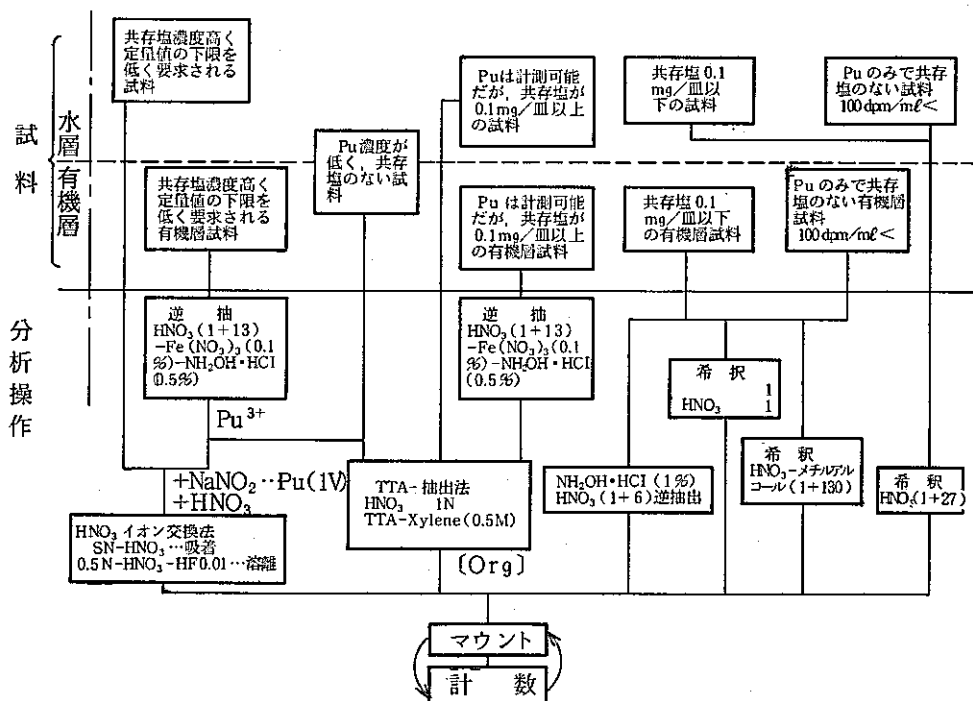 試料
水層
有機層
分析操作
共存塩濃度高く
定量値の下限を
低く要求される
試料
Puは計測可能
だが，共存塩が
0.1mg／皿以上
の試料
共存塩 0.1
mg／皿以
下の試料
Pu のみで共存
塩のない試料
100 dpm/mℓ<
Pu 濃度が
低く，共存
塩のない試
料
共存塩濃度高く
定量値の下限を
低く要求される
有機層試料
Pu は計測可能
だが，共存塩が
0.1mg／皿以上
の有機層試料
共存塩 0.1
mg／皿以下
の有機層試料
Pu のみで共存
塩のない有機層
試料
100 dpm/mℓ<
逆 抽
HNO₃(1+13)
-Fe(NO₃)₃(0.1
%)-NH₂OH・HCl
(0.5%)
逆 抽
HNO₃(1+13)
-Fe(NO₃)₃(0.1
%)-NH₂OH・HCl
(0.5%)
希 釈
1
HNO₃ 1
Pu³⁺
+NaNO₂‥Pu(1V)
+HNO₃
TTA-抽出法
HNO₃ 1N
TTA-Xylene(0.5M)
NH₂OH・HCl (1%)
HNO₃ (1+6)逆抽出
希 釈
HNO₃-メチルアル
コール(1+130)
希 釈
HNO₃(1+27)
HNO₃イオン交換法
SN-HNO₃…吸着
0.5N-HNO₃-HF0.01…溶離
〔Org〕
マウント
計 数